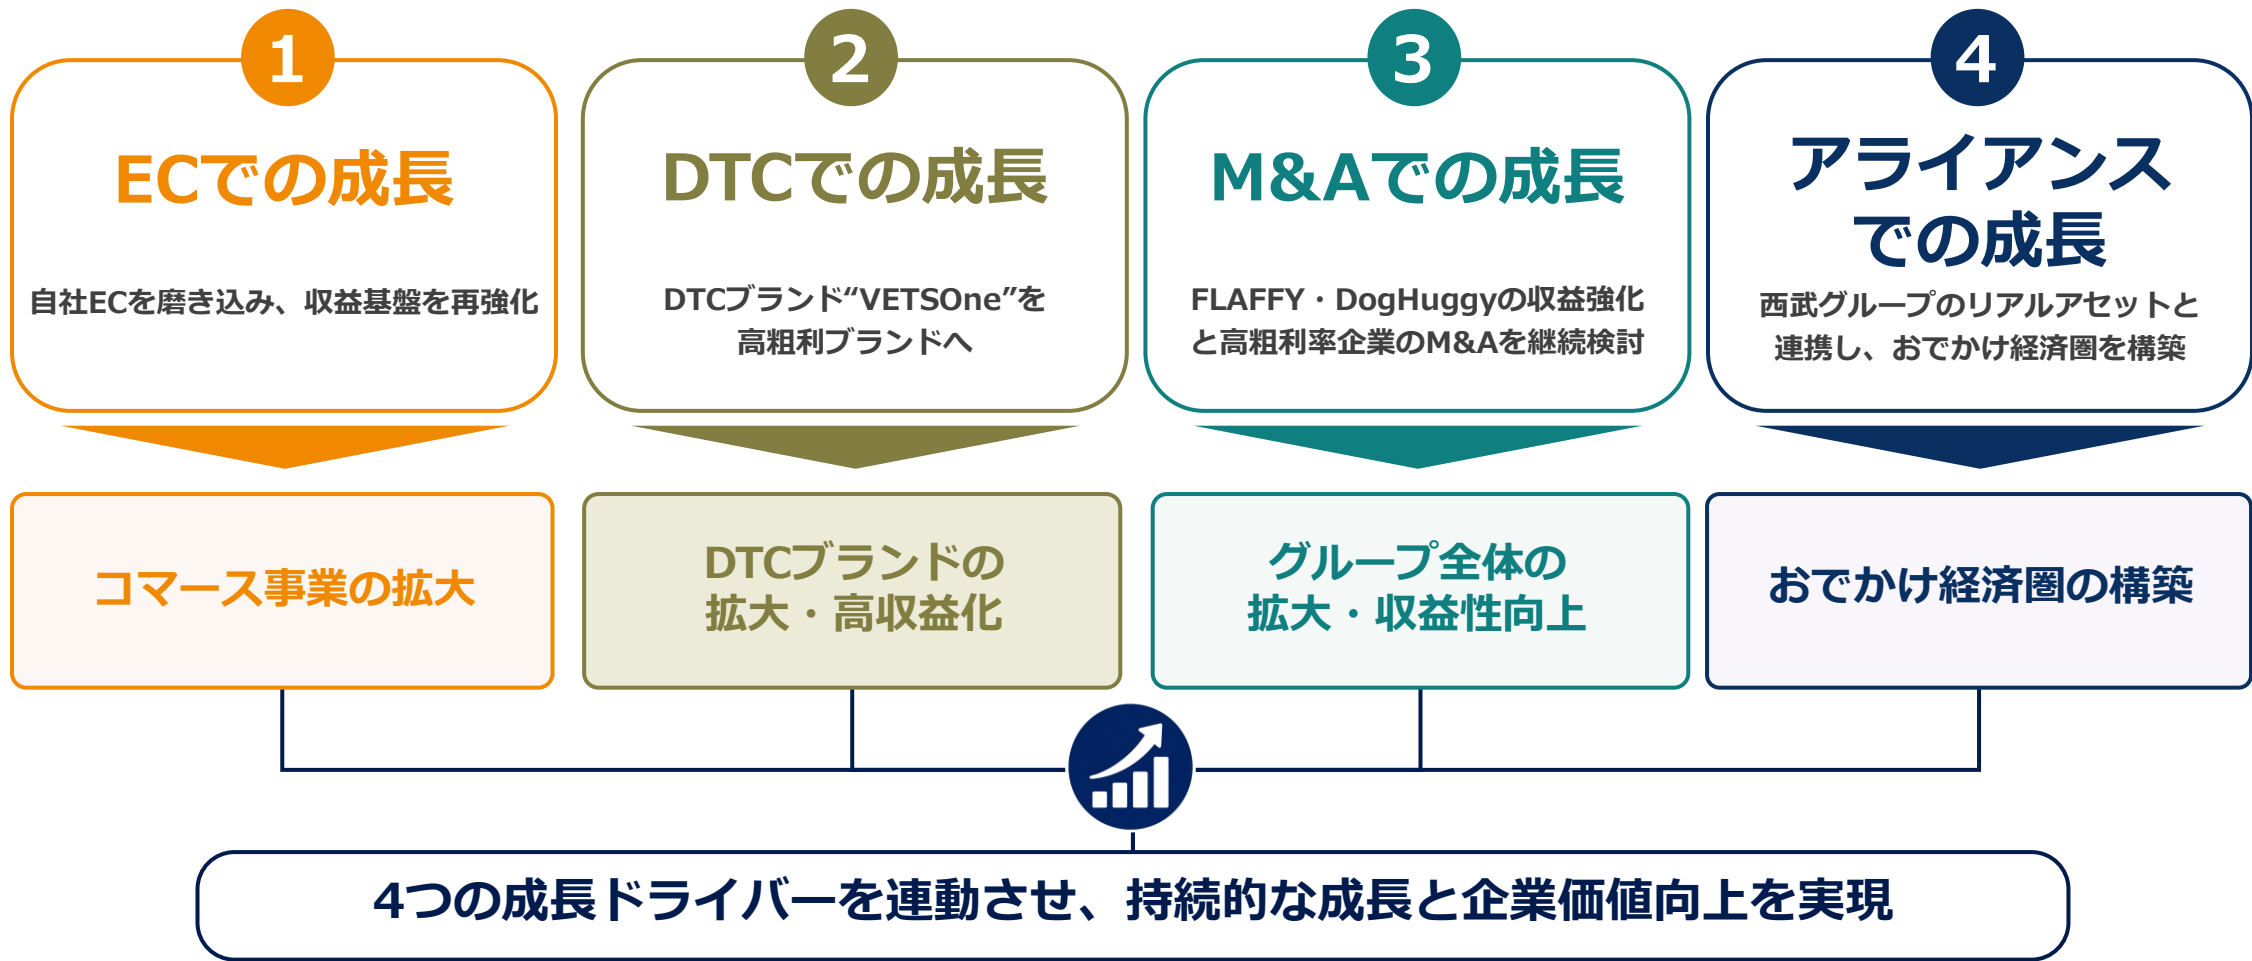 1
ECでの成長
自社ECを磨き込み、収益基盤を再強化
コマース事業の拡大
2
DTCでの成長
DTCブランド“VETSOne”を
高粗利ブランドへ
DTCブランドの
拡大・高収益化
3
M&Aでの成長
FLAFFY・DogHuggyの収益強化
と高粗利率企業のM&Aを継続検討
グループ全体の
拡大・収益性向上
4
アライアンス
での成長
西武グループのリアルアセットと
連携し、おでかけ経済圏を構築
おでかけ経済圏の構築
4つの成長ドライバーを連動させ、持続的な成長と企業価値向上を実現